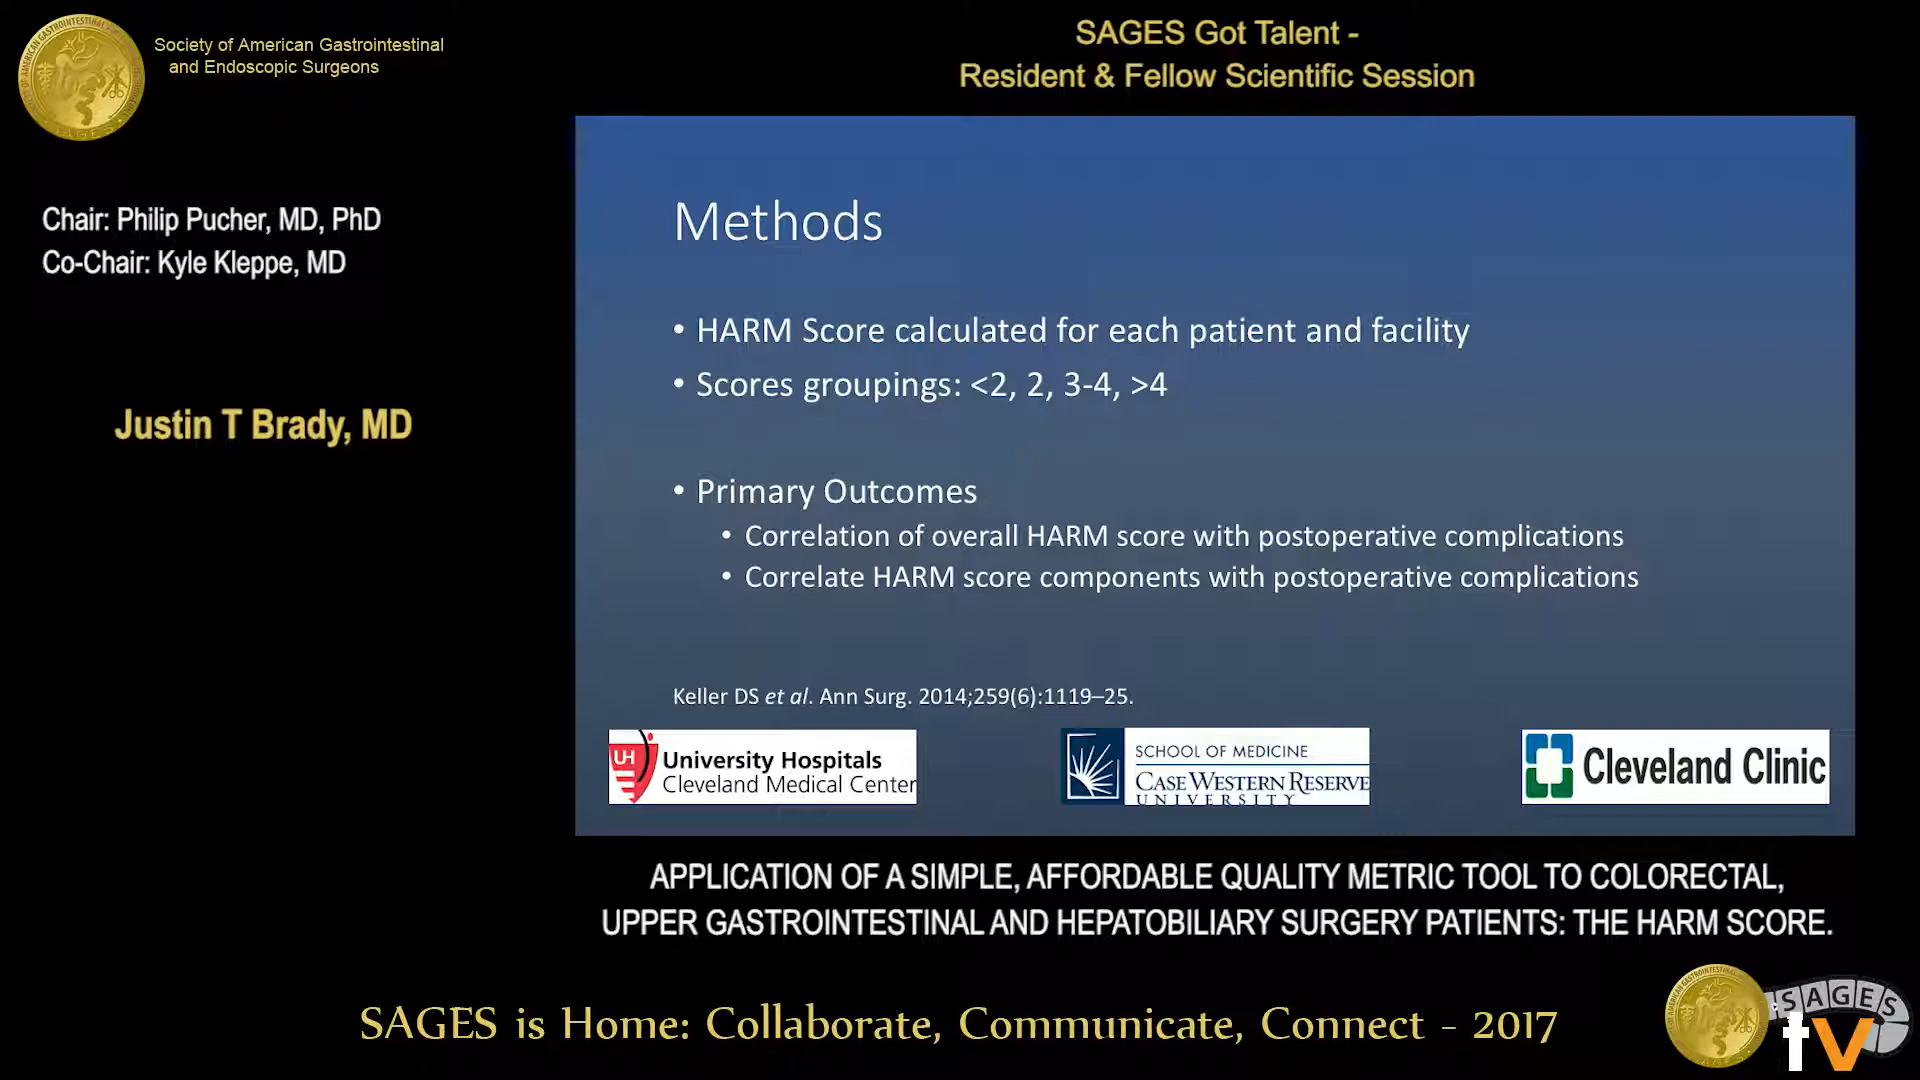 Society of American Gastrointestinal
and Endoscopic Surgeons
SAGES Got Talent -
Resident & Fellow Scientific Session
Chair: Philip Pucher, MD, PhD
Co-Chair: Kyle Kleppe, MD
Justin T Brady, MD
Methods
• HARM Score calculated for each patient and facility
• Scores groupings: <2, 2, 3-4, >4
• Primary Outcomes
• Correlation of overall HARM score with postoperative complications
• Correlate HARM score components with postoperative complications
Keller DS et al. Ann Surg. 2014;259(6):1119–25.
UH
University Hospitals
Cleveland Medical Center
SCHOOL OF MEDICINE
CASE WESTERN RESERVE
UNIVERSITY
Cleveland Clinic
APPLICATION OF A SIMPLE, AFFORDABLE QUALITY METRIC TOOL TO COLORECTAL,
UPPER GASTROINTESTINAL AND HEPATOBILIARY SURGERY PATIENTS: THE HARM SCORE.
SAGES is Home: Collaborate, Communicate, Connect - 2017
SAGES
tv